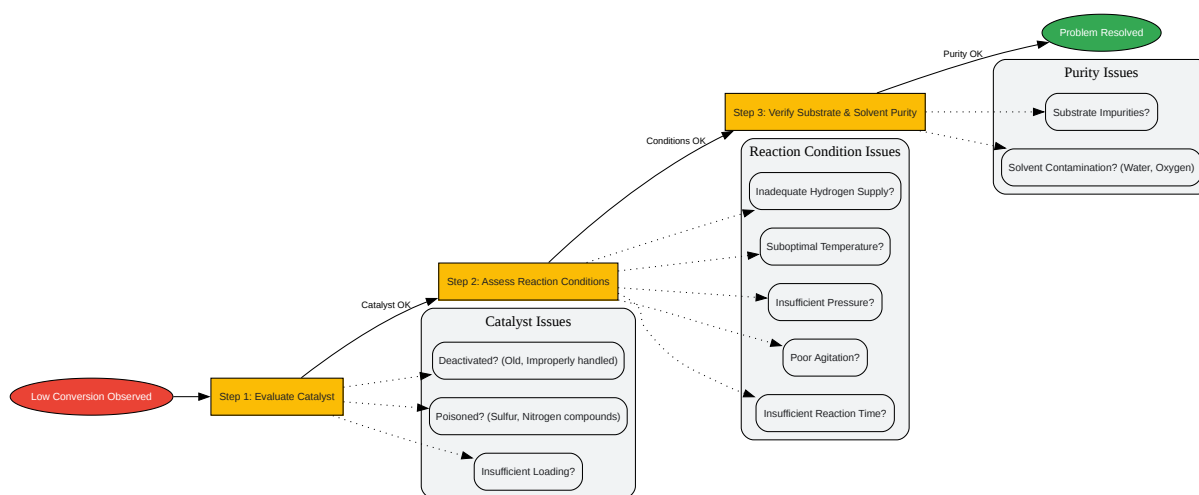 Low Conversion Observed
Step 1: Evaluate Catalyst
Catalyst OK
Catalyst Issues
Deactivated? (Old, Improperly handled)
Poisoned? (Sulfur, Nitrogen compounds)
Insufficient Loading?
Step 2: Assess Reaction Conditions
Conditions OK
Reaction Condition Issues
Inadequate Hydrogen Supply?
Suboptimal Temperature?
Insufficient Pressure?
Poor Agitation?
Insufficient Reaction Time?
Step 3: Verify Substrate & Solvent Purity
Purity OK
Purity Issues
Substrate Impurities?
Solvent Contamination? (Water, Oxygen)
Problem Resolved